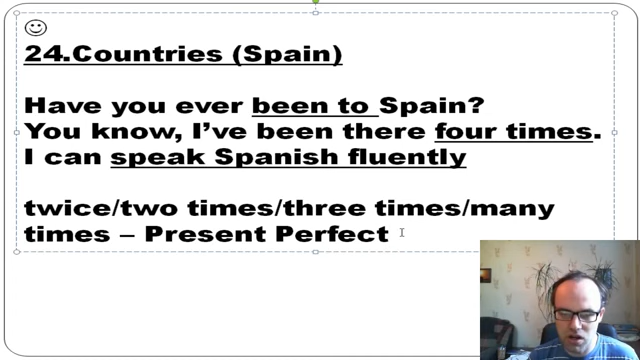 24.Countries (Spain)
Have you ever been to Spain?
You know, I’ve been there four times.
I can speak Spanish fluently
twice/two times/three times/many
times – Present Perfect